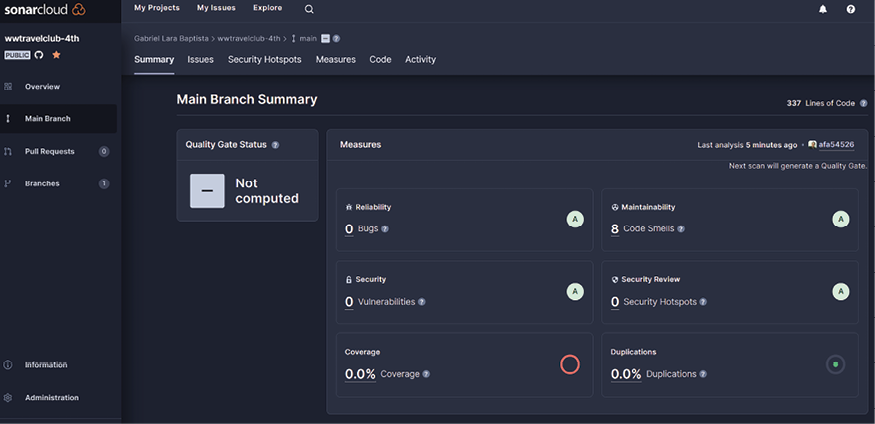 sonarcloud
My Projects My Issues Explore
wwtravelclub-4th
PUBLIC
Overview
Main Branch
Pull Requests 0
Branches 1
Information
Administration
Gabriel Lara Baptista > wwtravelclub-4th > main
Summary Issues Security Hotspots Measures Code Activity
Main Branch Summary
337 Lines of Code ?
Quality Gate Status ?
Not
computed
Measures
Last analysis 5 minutes ago • afa54526
Next scan will generate a Quality Gate.
Reliability
0 Bugs ?
A
Maintainability
8 Code Smells ?
A
Security
0 Vulnerabilities ?
A
Security Review
0 Security Hotspots ?
A
Coverage
0.0% Coverage ?
Duplications
0.0% Duplications ?